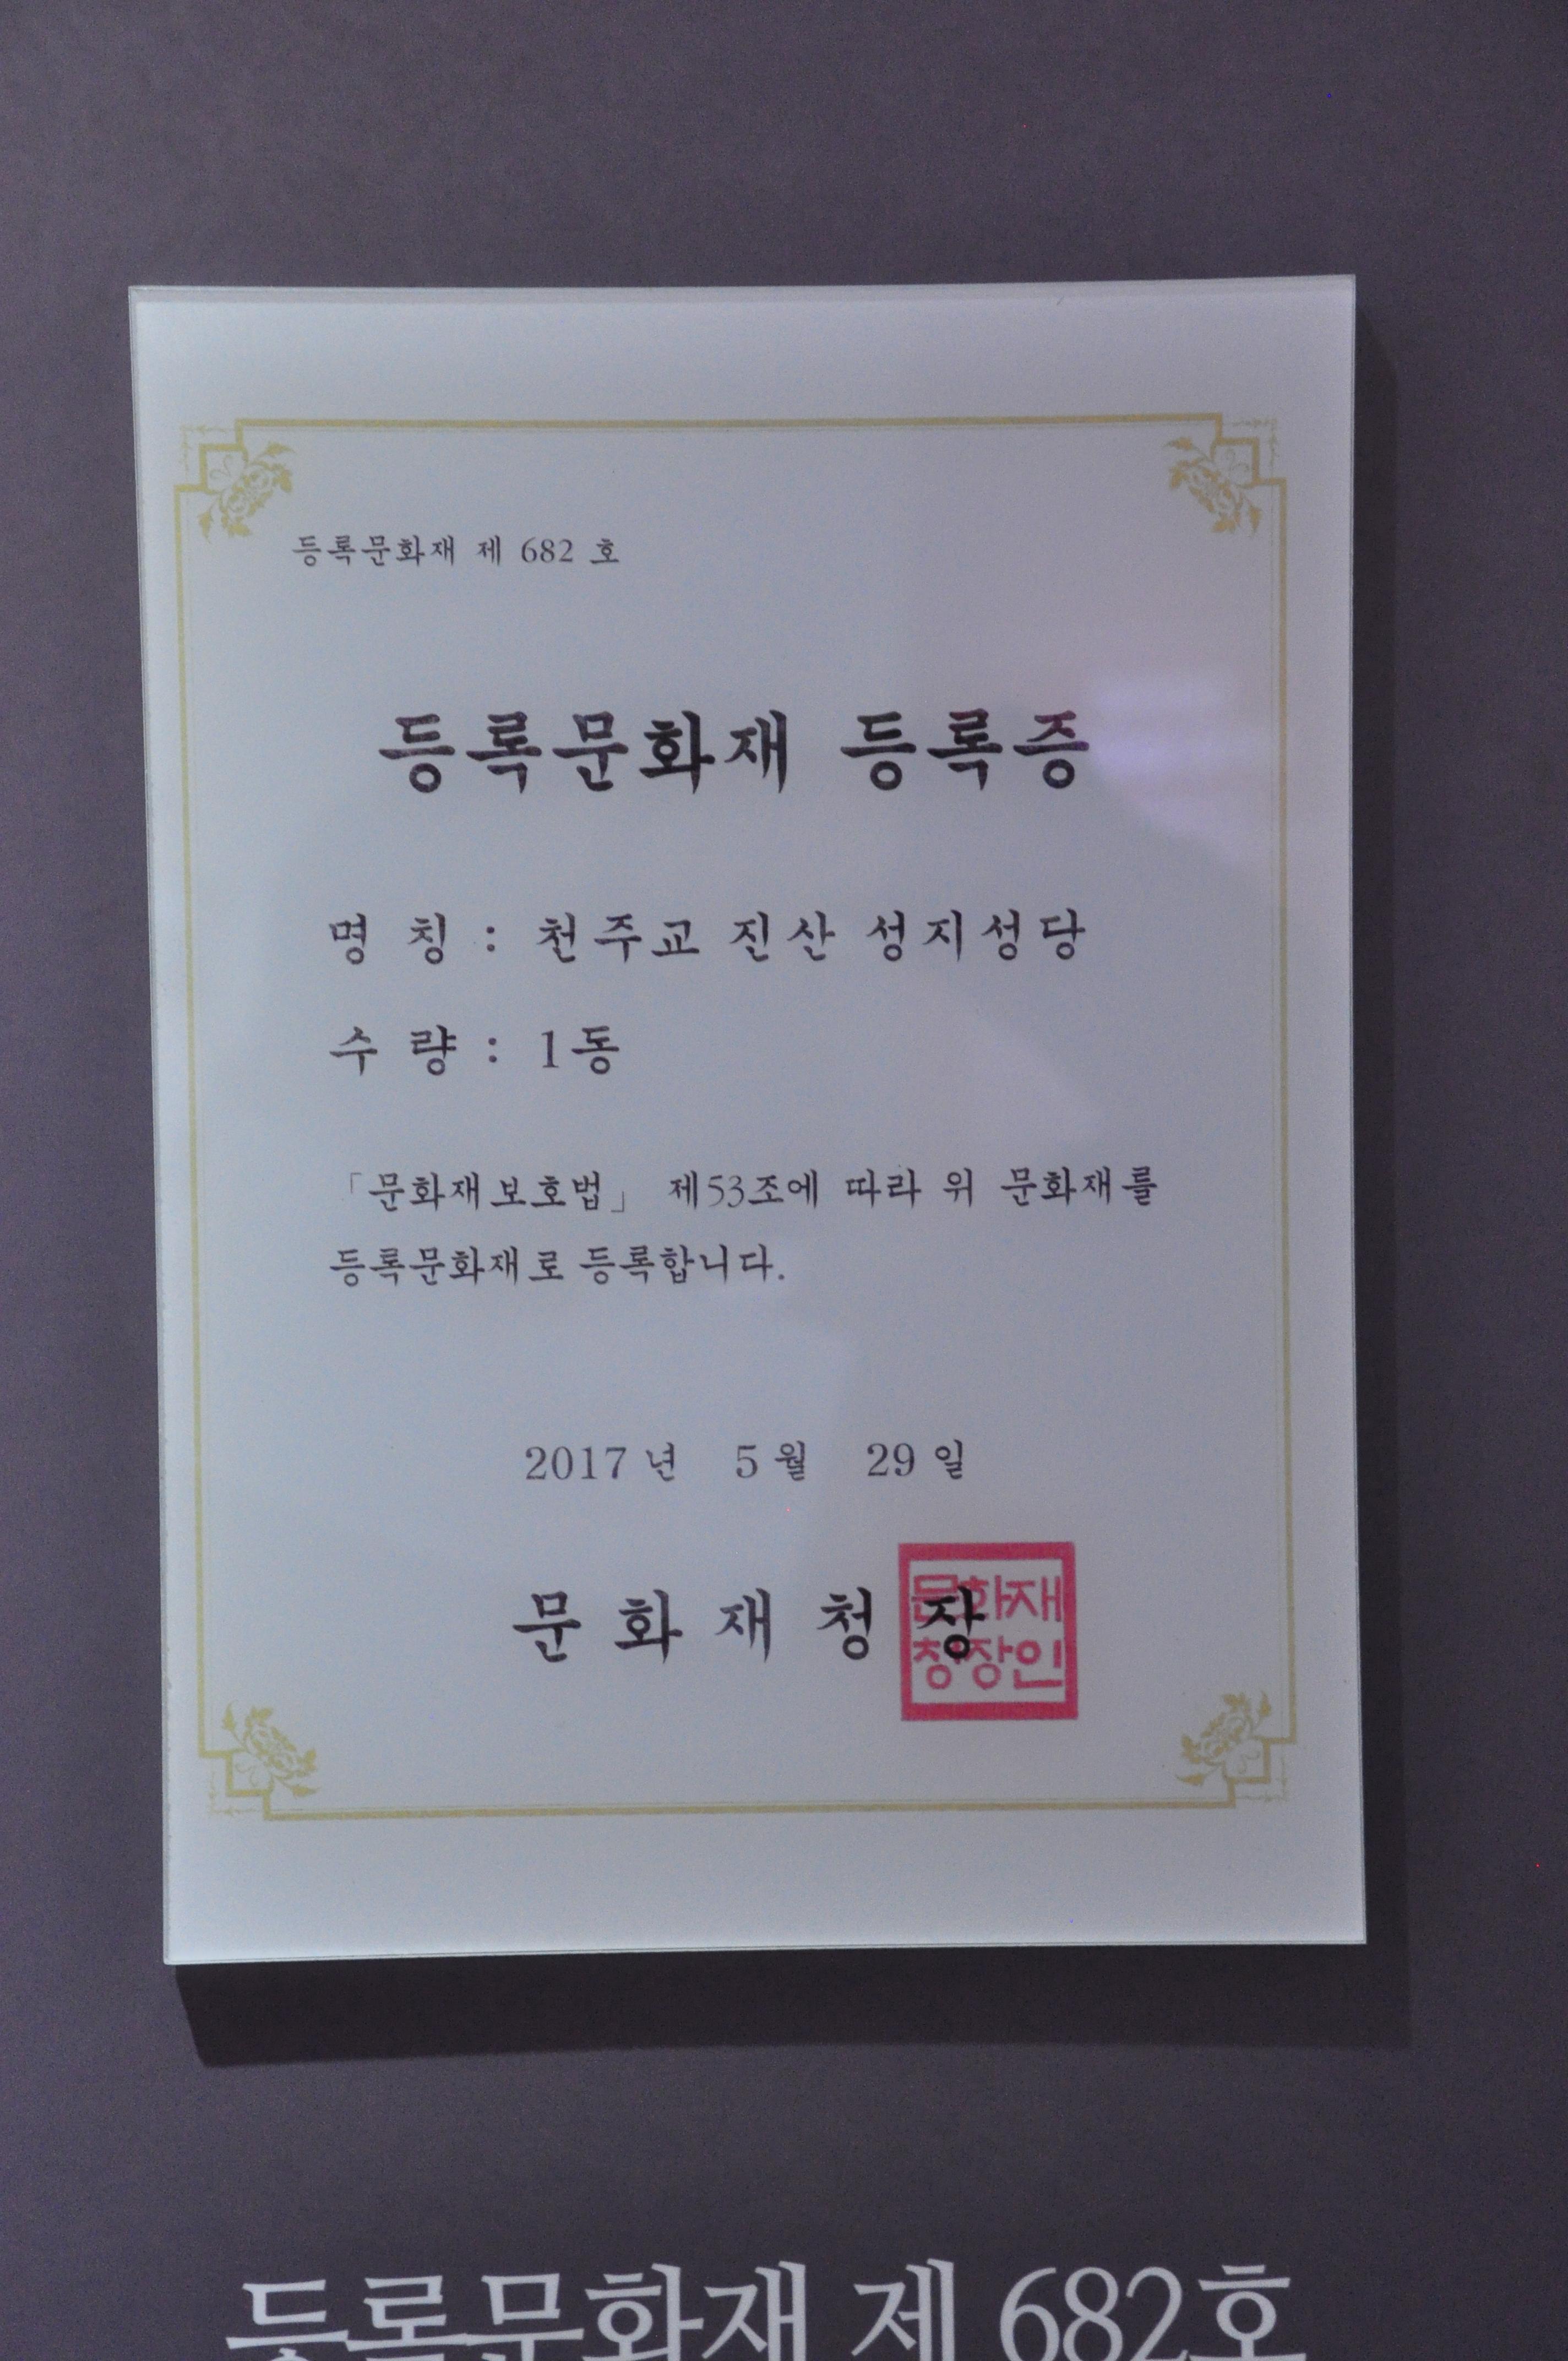 등록문화재 제 682 호
등록문화재 등록증
명 칭 : 천주교 진산 성지성당
수 량 : 1동
「문화재보호법」 제53조에 따라 위 문화재를
등록문화재로 등록합니다.
2017 년 5 월 29 일
문 화 재 청 장
문화재
청장인
등록문화재 제 682호